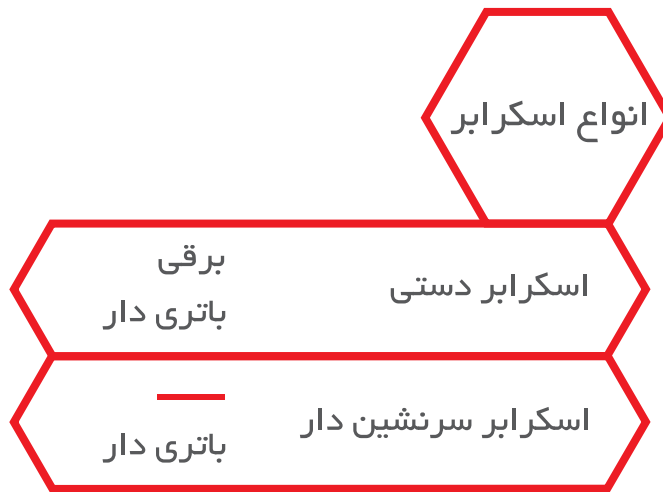 انواع اسکرابر
اسکرابر دستی
برقی
باتری دار
اسکرابر سرنشین دار
باتری دار